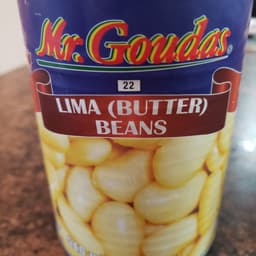 Mr. Goudas®
22
LIMA (BUTTER)
BEANS